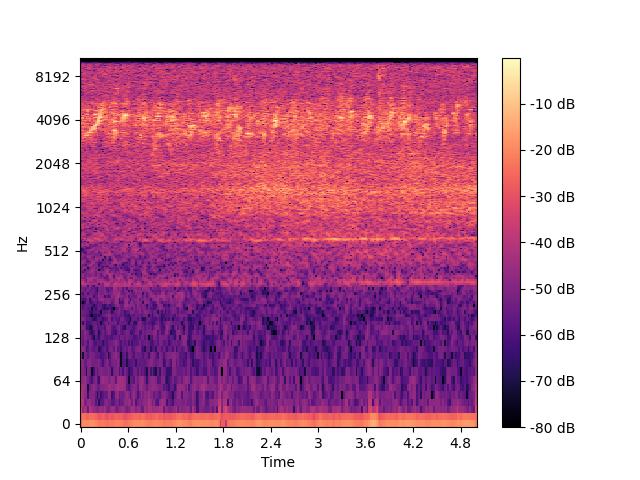 Hz
8192
4096
2048
1024
512
256
128
64
0
0 0.6 1.2 1.8 2.4 3 3.6 4.2 4.8
Time
-10 dB
-20 dB
-30 dB
-40 dB
-50 dB
-60 dB
-70 dB
-80 dB